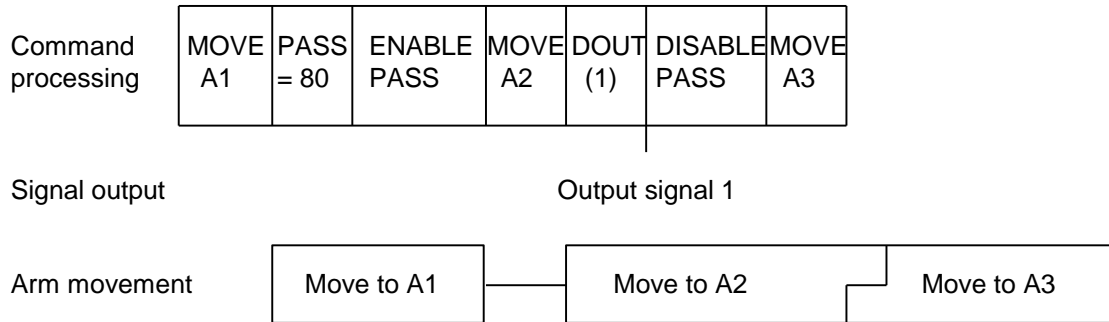 Command processing
MOVE A1
PASS = 80
ENABLE PASS
MOVE A2
DOUT (1)
DISABLE PASS
MOVE A3
Signal output
Output signal 1
Arm movement
Move to A1
Move to A2
Move to A3